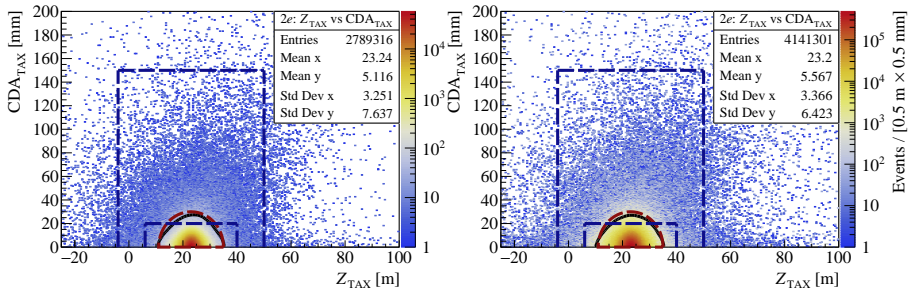 CDA_TAX [mm]
200
180
160
140
120
100
80
60
40
20
0
2e: Z_TAX vs CDA_TAX
Entries 2789316
Mean x 23.24
Mean y 5.116
Std Dev x 3.251
Std Dev y 7.637
10^4
10^3
10^2
10
1
−20 0 20 40 60 80 100
Z_TAX [m]
CDA_TAX [mm]
200
180
160
140
120
100
80
60
40
20
0
2e: Z_TAX vs CDA_TAX
Entries 4141301
Mean x 23.2
Mean y 5.567
Std Dev x 3.366
Std Dev y 6.423
10^5
10^4
10^3
10^2
10
1
Events / [0.5 m × 0.5 mm]
−20 0 20 40 60 80 100
Z_TAX [m]